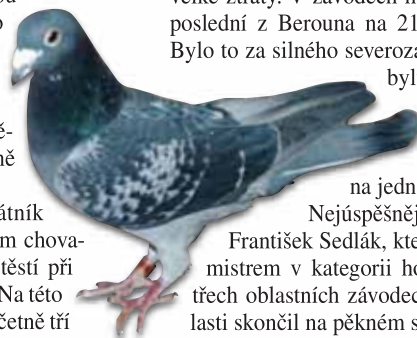 ě-
ně
átník
m chova-
těstí při
Na této
četně tří
velké ztráty. V závodech
poslední z Berouna na 21
Bylo to za silného severozá
byl
na jedn
Nejúspěšněj
František Sedlák, kte
mistrem v kategorii ho
třech oblastních závodec
lasti skončil na pěkném s